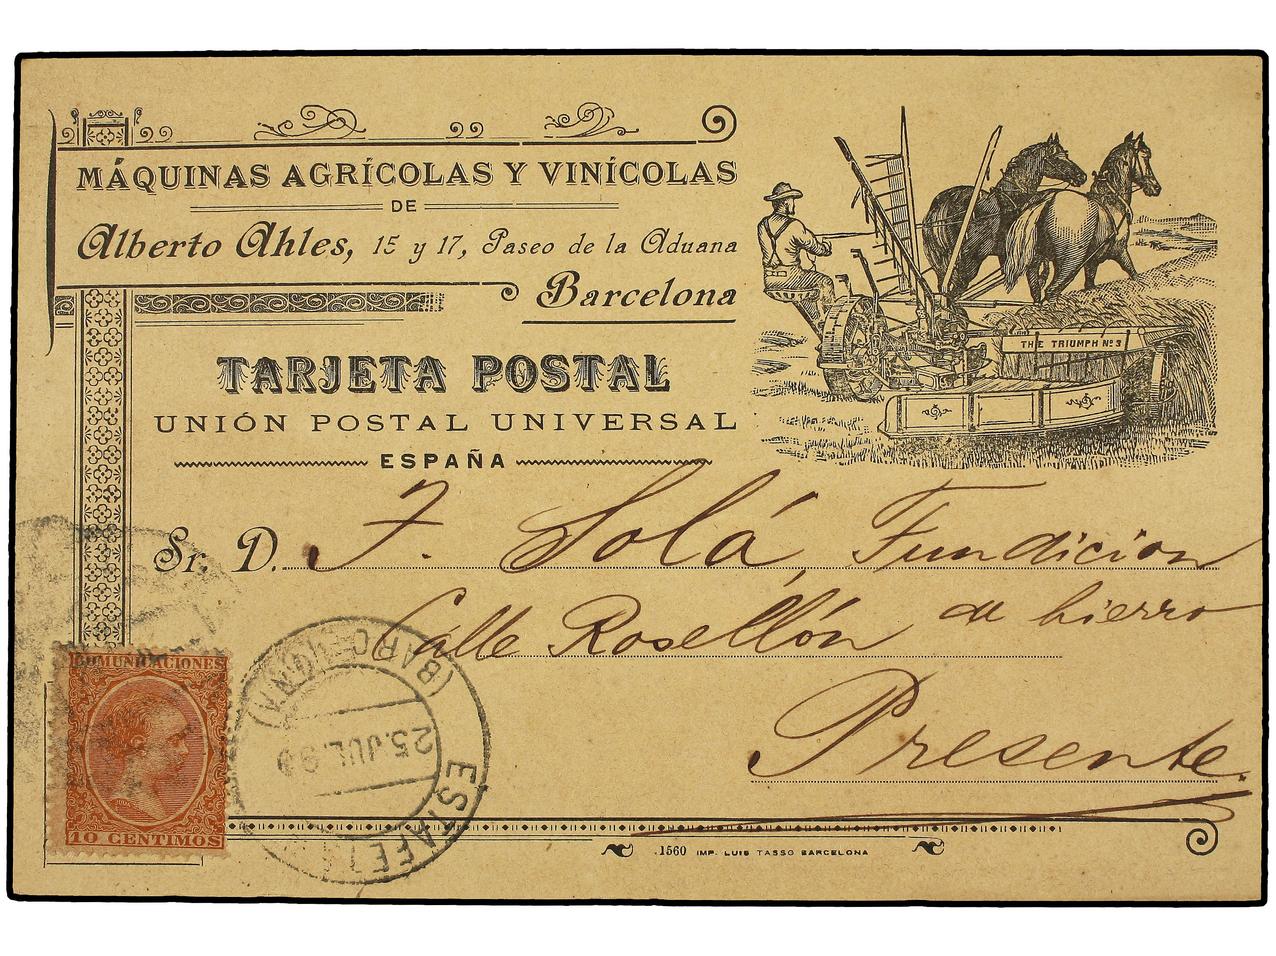 MÁQUINAS AGRÍCOLAS Y VINÍCOLAS
DE
Alberto Ahles, 15 y 17, Paseo de la Aduana
Barcelona
THE TRIUMPH Nº 3
TARJETA POSTAL
UNIÓN POSTAL UNIVERSAL
ESPAÑA
Sr. D. F. Solá, Fundicion
Calle Rosellón de hierro
Presente.
COMUNICACIONES
10 CENTIMOS
ESTAFETA
25.JUL.99
(BARCELONA)
1560 IMP. LUIS TASSO BARCELONA